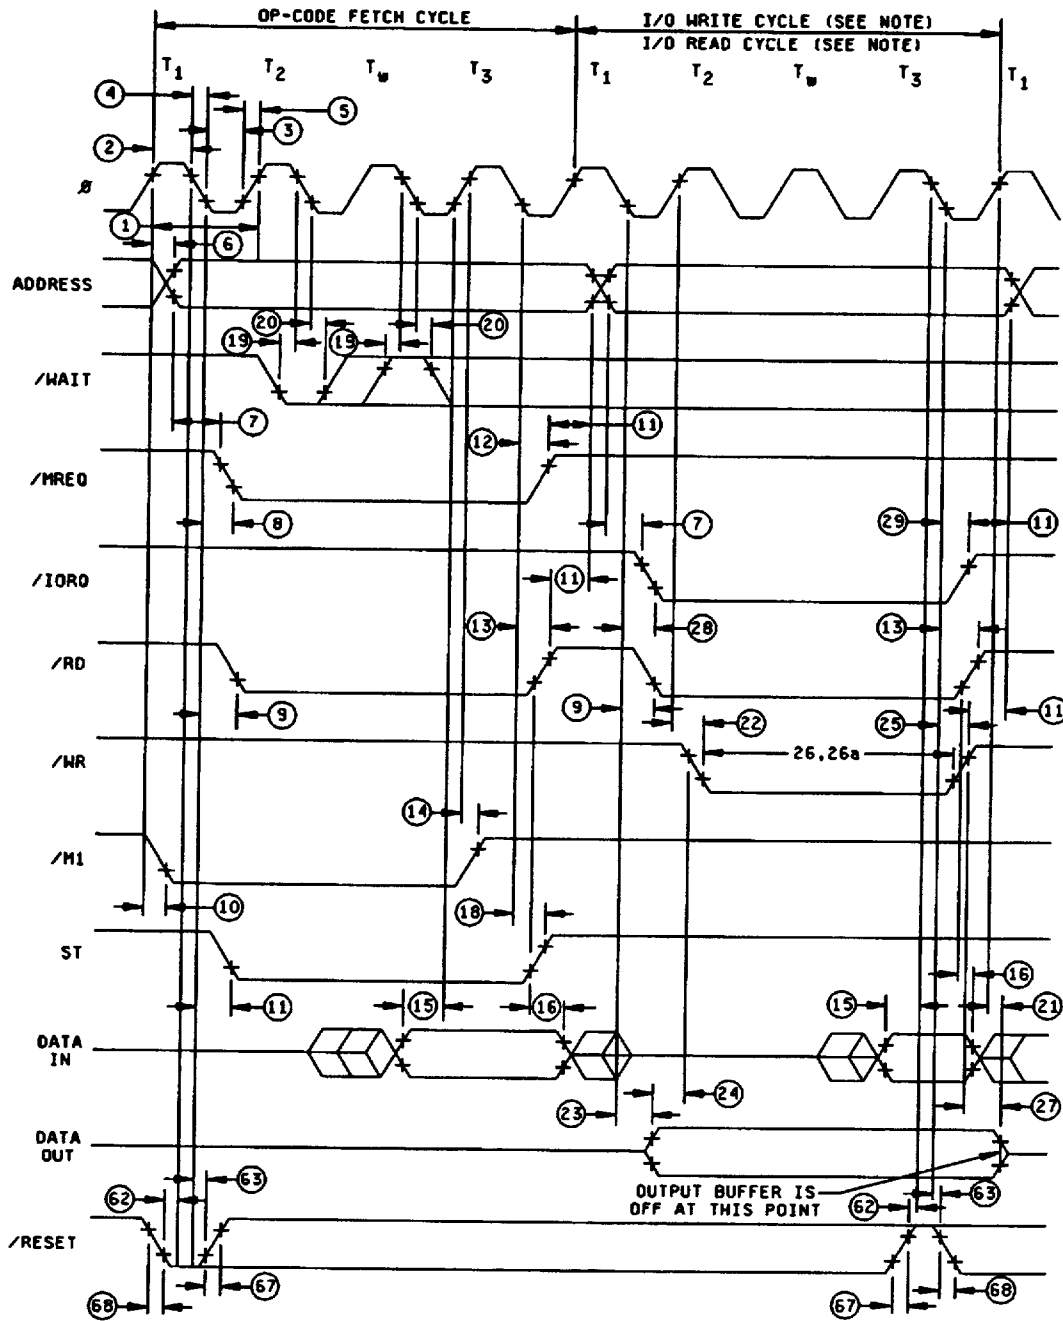 OP-CODE FETCH CYCLE
I/O WRITE CYCLE (SEE NOTE)
I/O READ CYCLE (SEE NOTE)
T1 T2 Tw T3 T1 T2 Tw T3 T1
4
5
3
2
Ø
1
6
ADDRESS
20
19 19 20
/WAIT
7
12 11
/MREQ
8 7 29 11
/IORQ
11
13 28 13
/RD
9 9 22 25 11
/WR
26,26a
14
/M1
10 18
ST
16
11 15 16 15 21
DATA
IN
24 27
23
DATA
OUT
63
62
OUTPUT BUFFER IS
OFF AT THIS POINT
63
62
/RESET
67 68
68 67